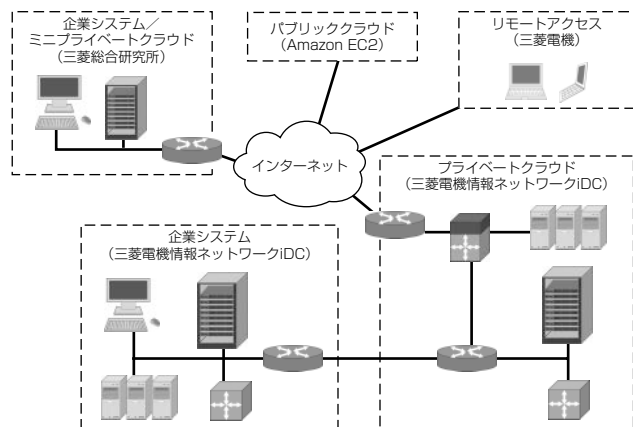 企業システム／
ミニプライベートクラウド
（三菱総合研究所）
パブリッククラウド
（Amazon EC2）
リモートアクセス
（三菱電機）
インターネット
プライベートクラウド
（三菱電機情報ネットワークiDC）
企業システム
（三菱電機情報ネットワークiDC）